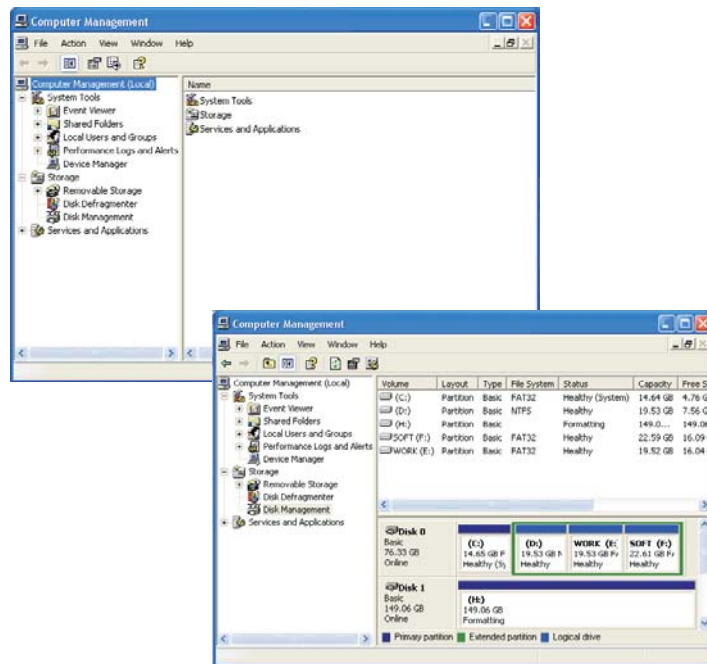 Computer Management
File Action View Window Help
Computer Management (Local)
System Tools
Event Viewer
Shared Folders
Local Users and Groups
Performance Logs and Alerts
Device Manager
Storage
Removable Storage
Disk Defragmenter
Disk Management
Services and Applications
Name
System Tools
Storage
Services and Applications
Computer Management
File Action View Window Help
Computer Management (Local)
System Tools
Event Viewer
Shared Folders
Local Users and Groups
Performance Logs and Alerts
Device Manager
Storage
Removable Storage
Disk Defragmenter
Disk Management
Services and Applications
Volume Layout Type File System Status Capacity Free S
(C:) Partition Basic FAT32 Healthy (System) 14.64 GB 4.76 G
(D:) Partition Basic NTFS Healthy 19.53 GB 7.56 G
(H:) Partition Basic Formatting 149.0... 149.06
SOFT (F:) Partition Basic FAT32 Healthy 22.59 GB 16.09
WORK (E:) Partition Basic FAT32 Healthy 19.52 GB 16.04
Disk 0
Basic
76.33 GB
Online
(C:)
14.65 GB F
Healthy (Sy
(D:)
19.53 GB N
Healthy
WORK (E:
19.53 GB F
Healthy
SOFT (F:)
22.61 GB F
Healthy
Disk 1
Basic
149.06 GB
Online
(H:)
149.06 GB
Formatting
Primary partition Extended partition Logical drive